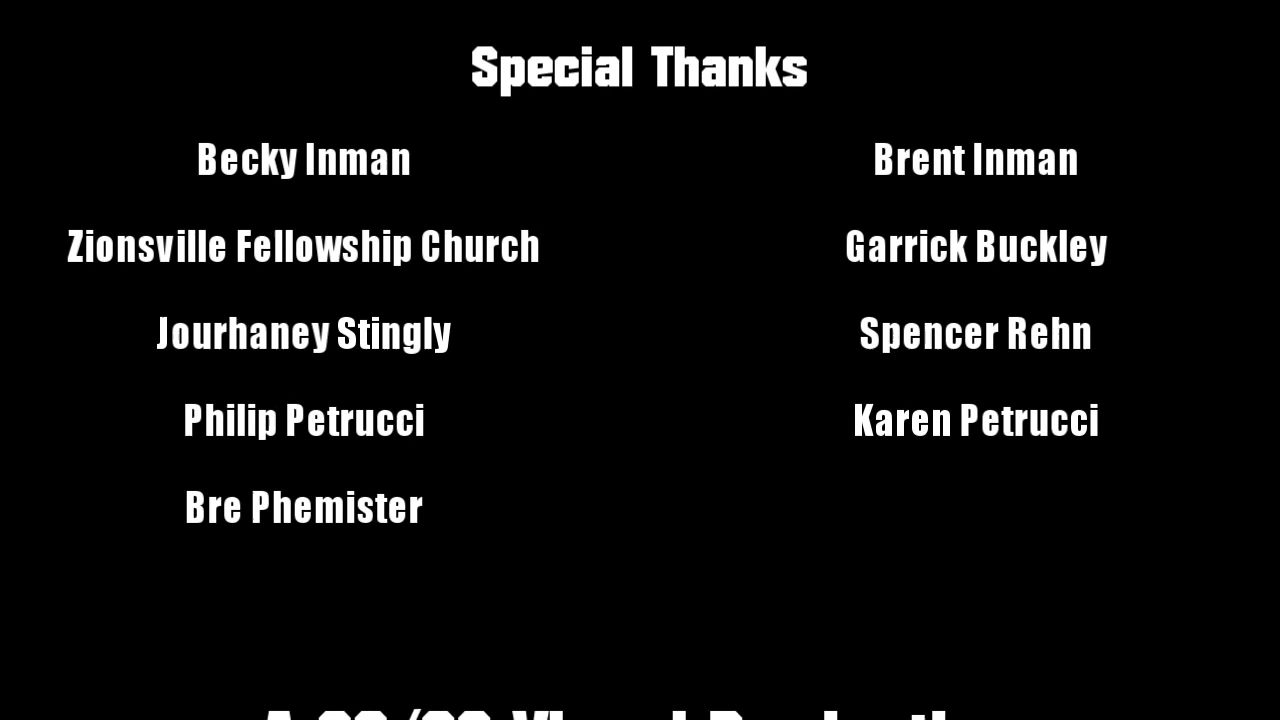 Special Thanks
Becky Inman
Brent Inman
Zionsville Fellowship Church
Garrick Buckley
Jourhaney Stingly
Spencer Rehn
Philip Petrucci
Karen Petrucci
Bre Phemister
A